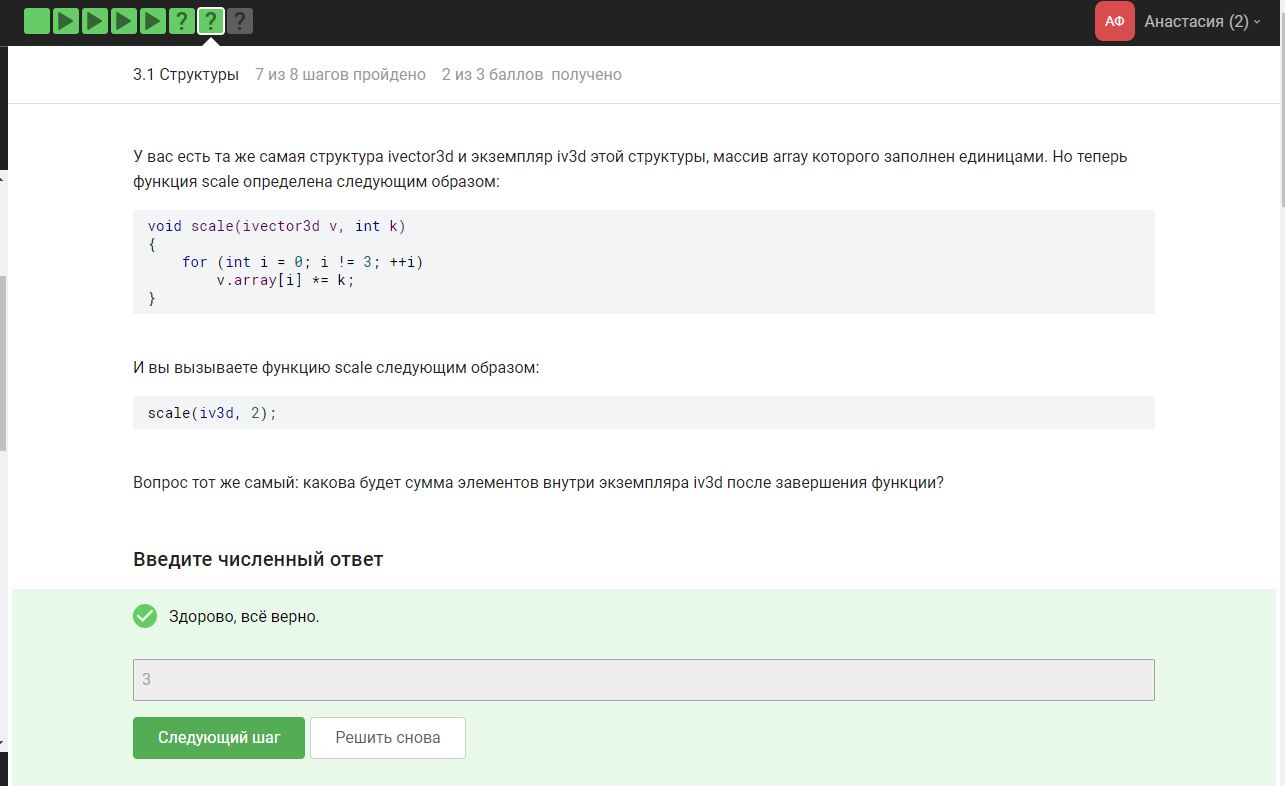 ? ? ?
АФ Анастасия (2)
3.1 Структуры 7 из 8 шагов пройдено 2 из 3 баллов получено
У вас есть та же самая структура ivector3d и экземпляр iv3d этой структуры, массив array которого заполнен единицами. Но теперь
функция scale определена следующим образом:
void scale(ivector3d v, int k)
{
    for (int i = 0; i != 3; ++i)
        v.array[i] *= k;
}
И вы вызываете функцию scale следующим образом:
scale(iv3d, 2);
Вопрос тот же самый: какова будет сумма элементов внутри экземпляра iv3d после завершения функции?
Введите численный ответ
Здорово, всё верно.
3
Следующий шаг Решить снова